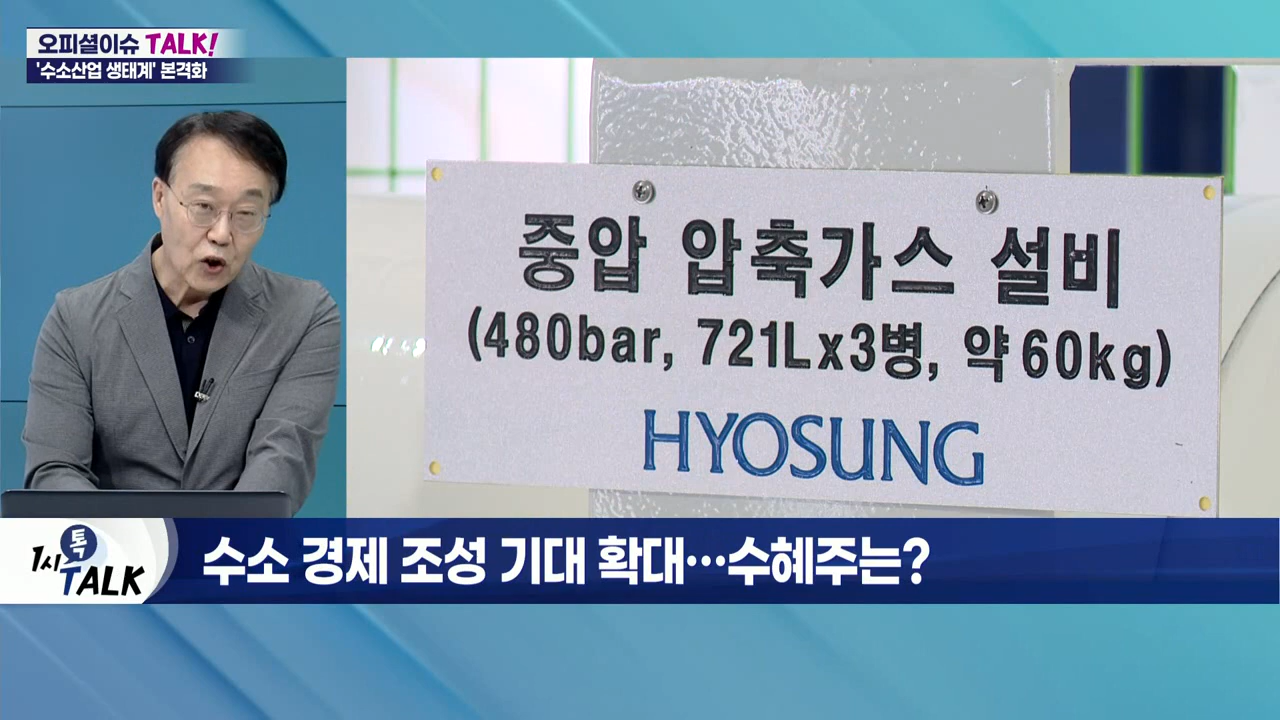 오피셜이슈 TALK!
'수소산업 생태계' 본격화
중압 압축가스 설비
(480bar, 721Lx3병, 약 60kg)
HYOSUNG
1시톡
TALK
수소 경제 조성 기대 확대…수혜주는?